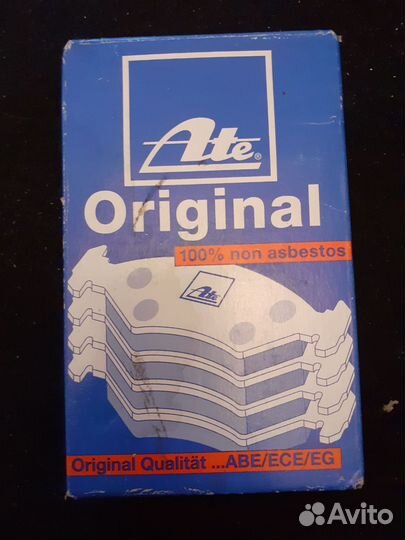 Ate®
Original
100% non asbestos
Ate
Original Qualität ...ABE/ECE/EG
Avito